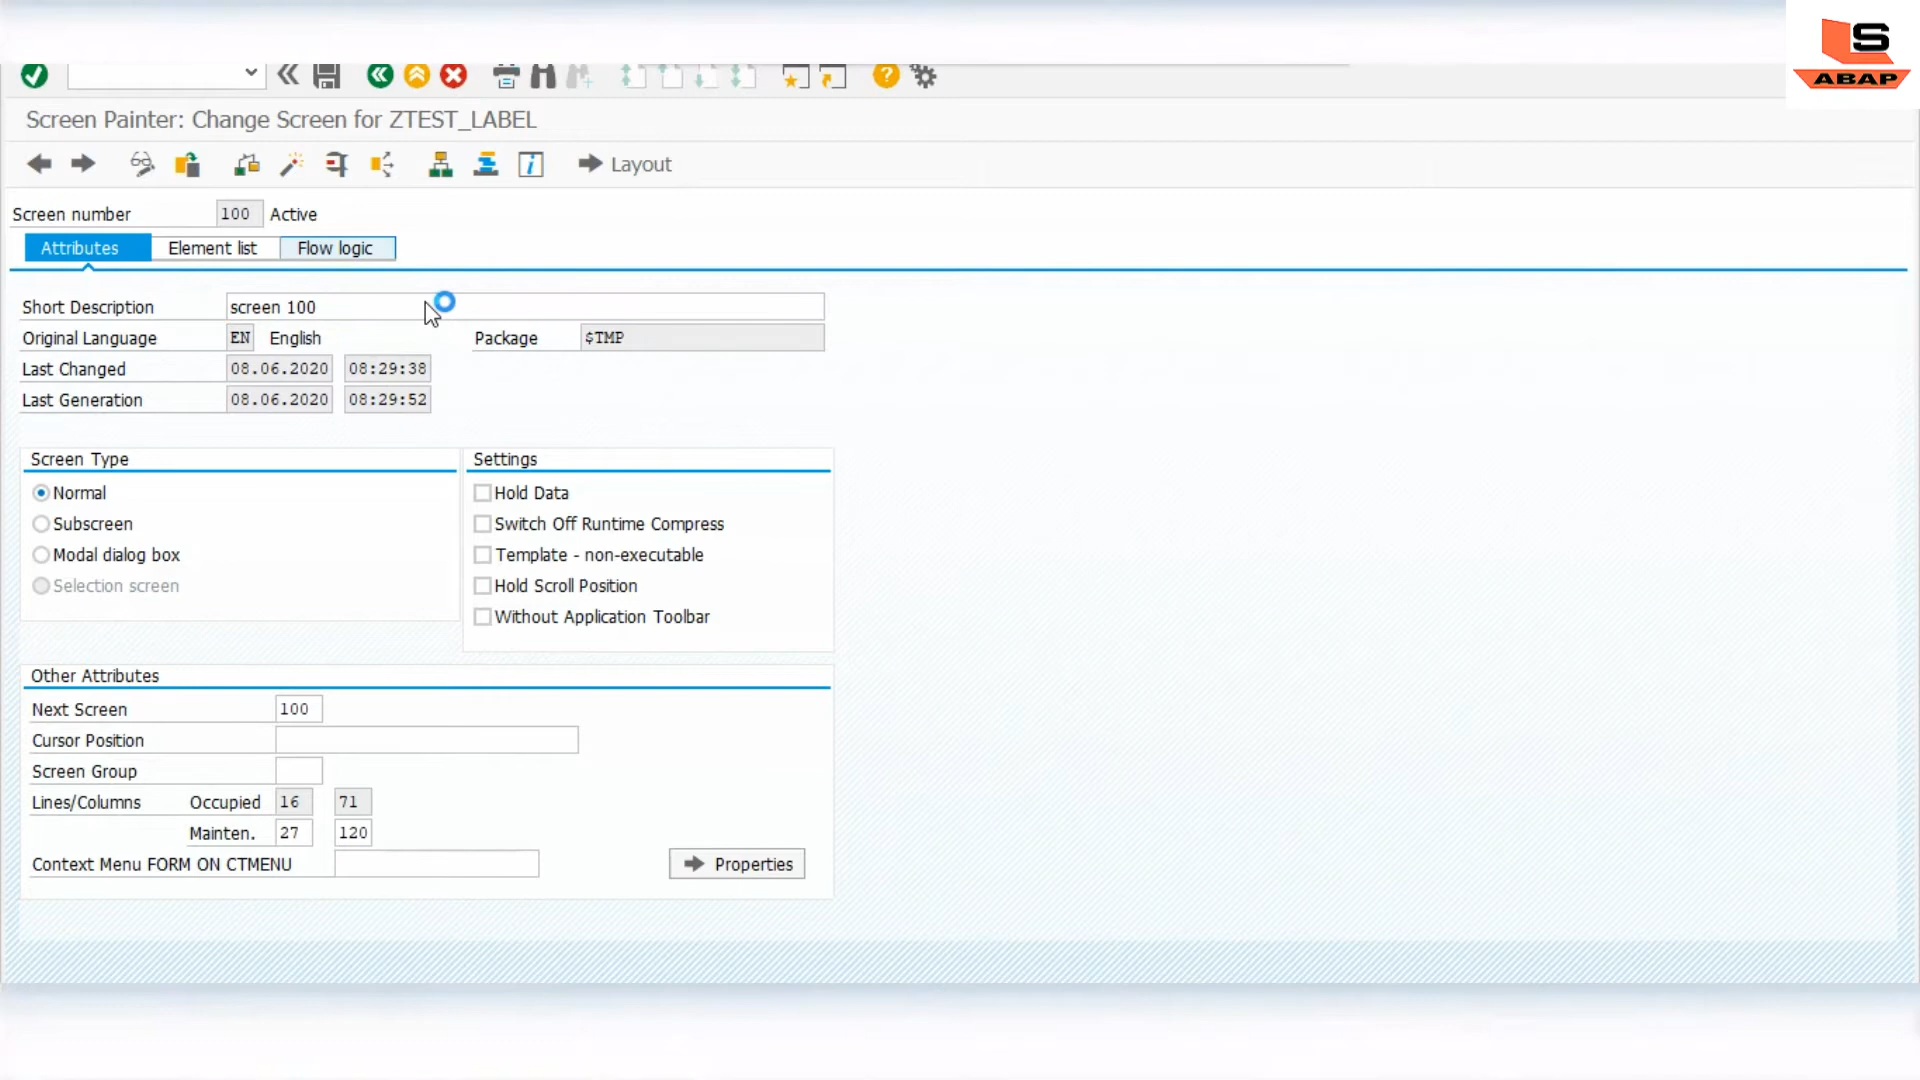 LS
ABAP
Screen Painter: Change Screen for ZTEST_LABEL
Layout
Screen number 100 Active
Attributes Element list Flow logic
Short Description screen 100
Original Language EN English Package $TMP
Last Changed 08.06.2020 08:29:38
Last Generation 08.06.2020 08:29:52
Screen Type Settings
Normal Hold Data
Subscreen Switch Off Runtime Compress
Modal dialog box Template - non-executable
Selection screen Hold Scroll Position
Without Application Toolbar
Other Attributes
Next Screen 100
Cursor Position
Screen Group
Lines/Columns Occupied 16 71
Mainten. 27 120
Context Menu FORM ON CTMENU Properties